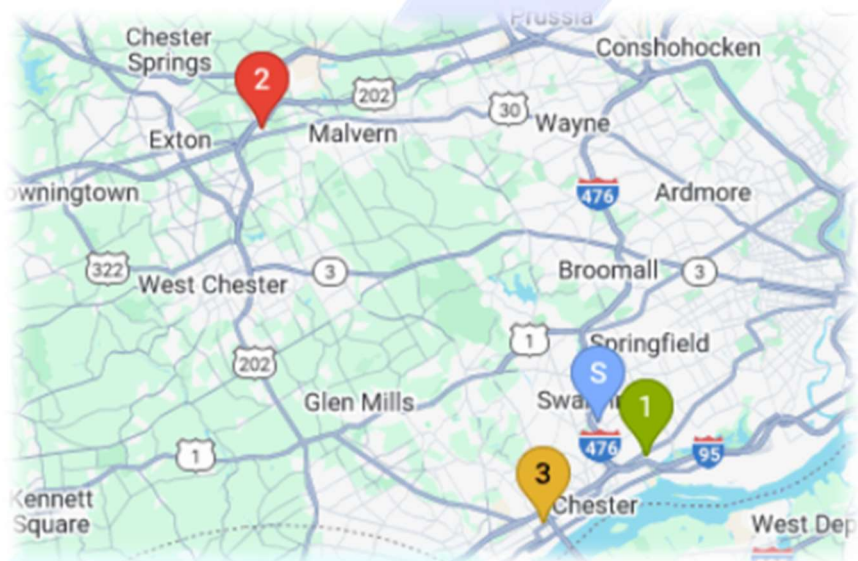 Prussia
Chester
Springs
Conshohocken
2
202
30
Wayne
Exton
Malvern
owningtown
476
Ardmore
322
West Chester
3
Broomall
3
1
Springfield
202
S
Glen Mills
Swa
1
476
95
1
3
Kennett
Square
Chester
West Dep